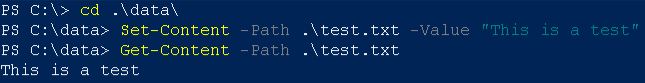 PS C:\> cd .\data\
PS C:\data> Set-Content -Path .\test.txt -Value "This is a test"
PS C:\data> Get-Content -Path .\test.txt
This is a test